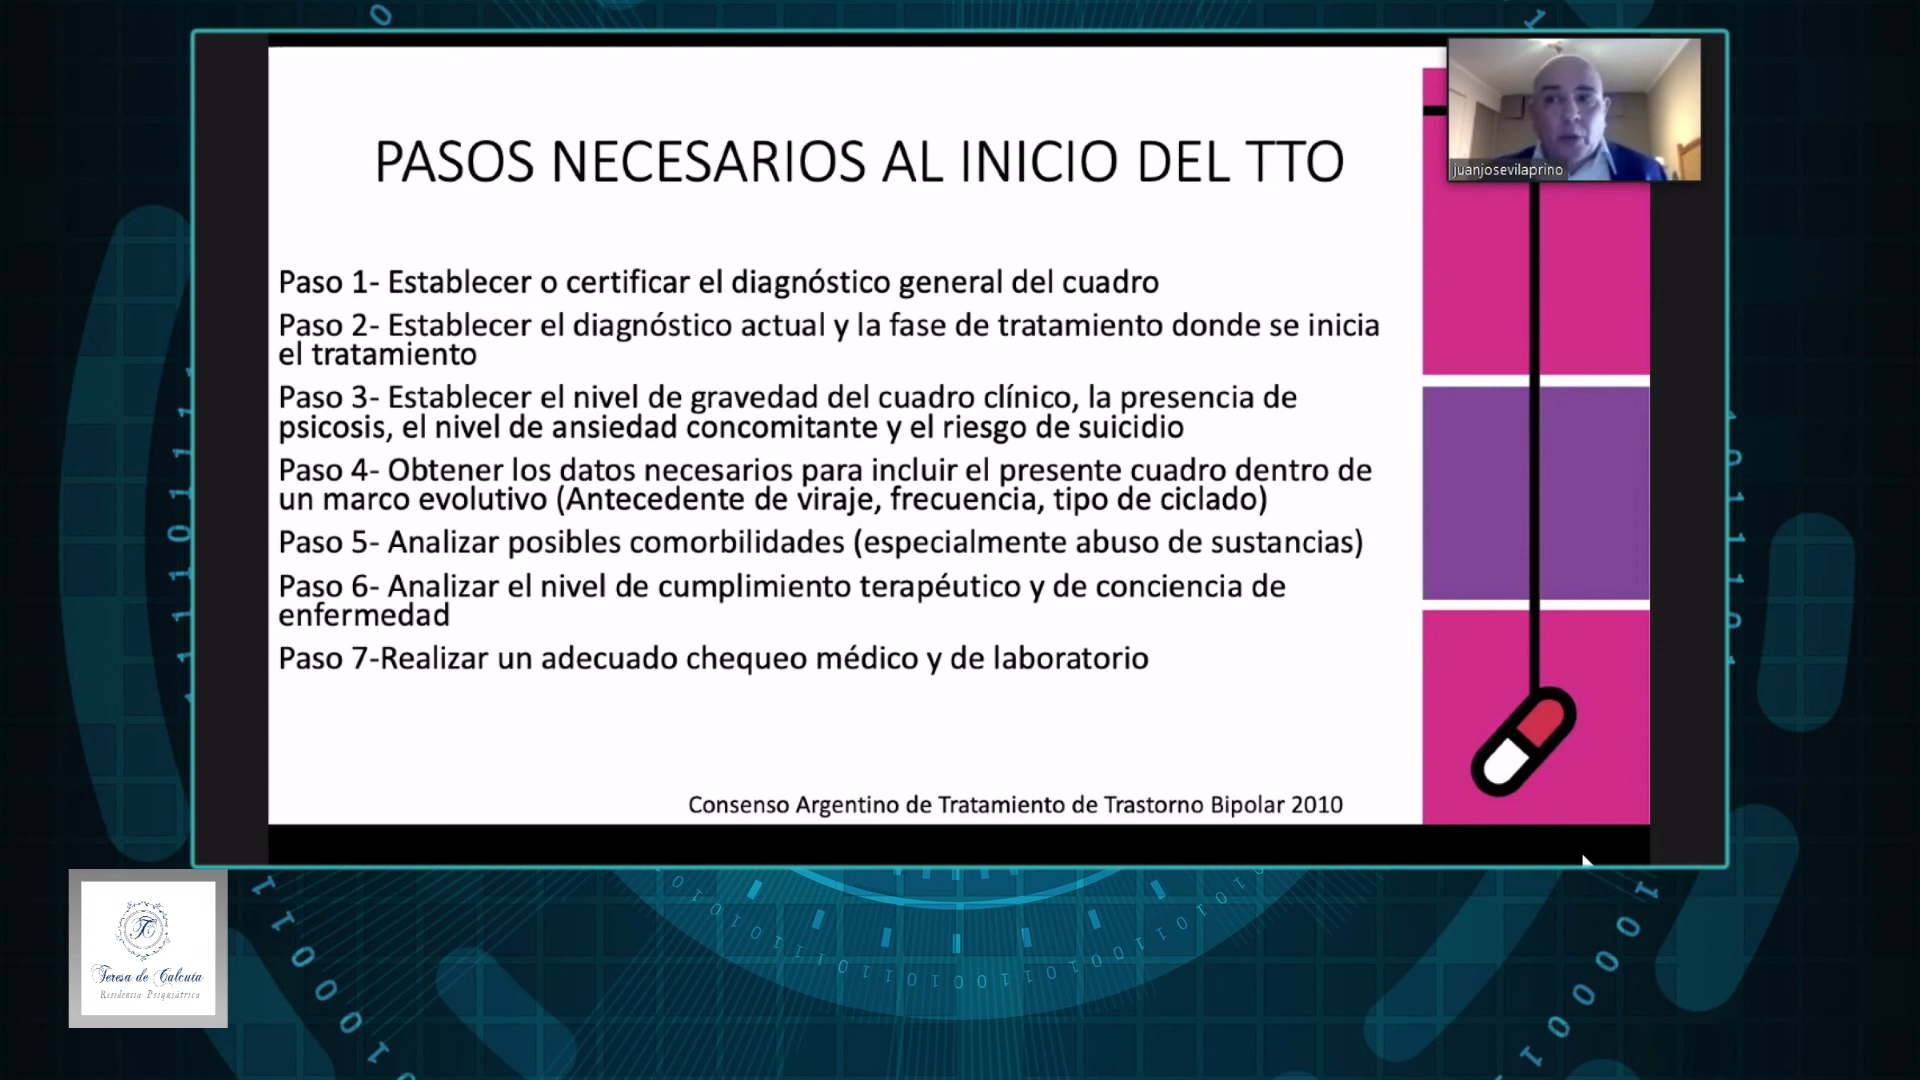 PASOS NECESARIOS AL INICIO DEL TTO
juanjosevilaprino
Paso 1- Establecer o certificar el diagnóstico general del cuadro
Paso 2- Establecer el diagnóstico actual y la fase de tratamiento donde se inicia
el tratamiento
Paso 3- Establecer el nivel de gravedad del cuadro clínico, la presencia de
psicosis, el nivel de ansiedad concomitante y el riesgo de suicidio
Paso 4- Obtener los datos necesarios para incluir el presente cuadro dentro de
un marco evolutivo (Antecedente de viraje, frecuencia, tipo de ciclado)
Paso 5- Analizar posibles comorbilidades (especialmente abuso de sustancias)
Paso 6- Analizar el nivel de cumplimiento terapéutico y de conciencia de
enfermedad
Paso 7-Realizar un adecuado chequeo médico y de laboratorio
Consenso Argentino de Tratamiento de Trastorno Bipolar 2010
Teresa de Calcuta
Residencia Psiquiátrica